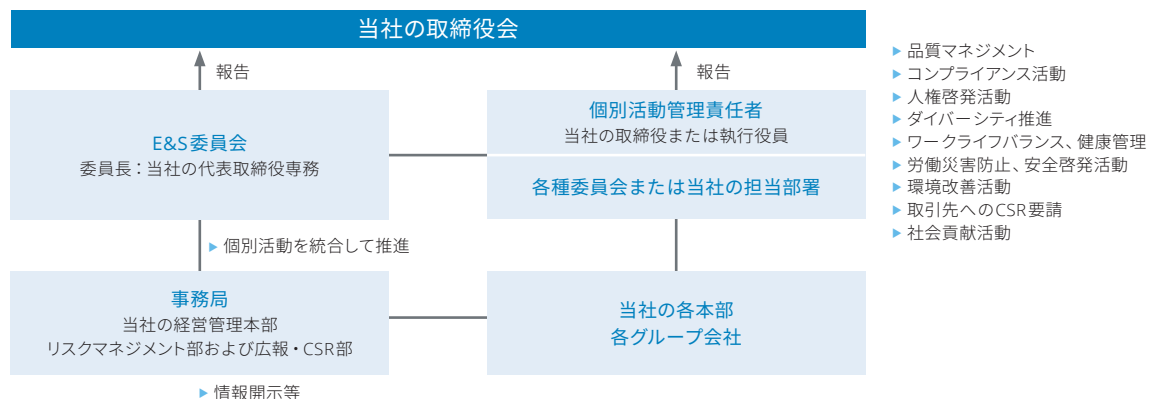 当社の取締役会
報告
報告
E&S委員会
委員長：当社の代表取締役専務
個別活動管理責任者
当社の取締役または執行役員
各種委員会または当社の担当部署
▶ 個別活動を統合して推進
事務局
当社の経営管理本部
リスクマネジメント部および広報・CSR部
当社の各本部
各グループ会社
▶ 情報開示等
▶ 品質マネジメント
▶ コンプライアンス活動
▶ 人権啓発活動
▶ ダイバーシティ推進
▶ ワークライフバランス、健康管理
▶ 労働災害防止、安全啓発活動
▶ 環境改善活動
▶ 取引先へのCSR要請
▶ 社会貢献活動